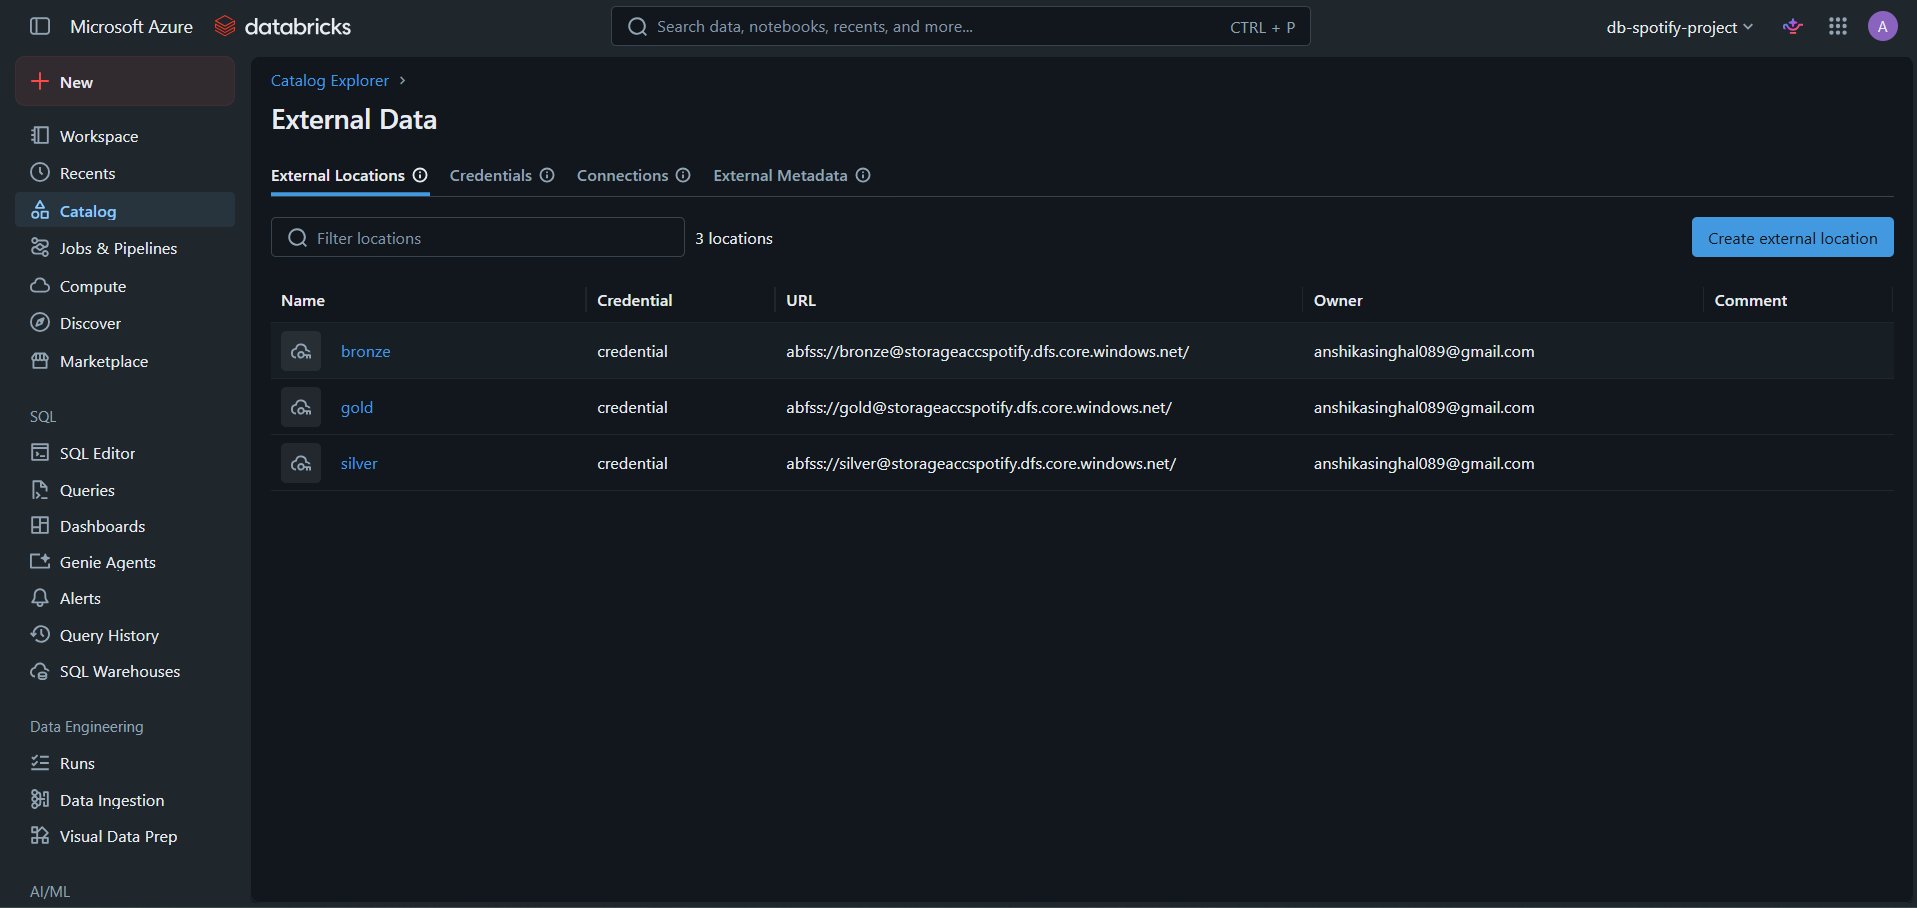 Microsoft Azure databricks
Search data, notebooks, recents, and more... CTRL + P
db-spotify-project
A
New
Workspace
Recents
Catalog
Jobs & Pipelines
Compute
Discover
Marketplace
SQL
SQL Editor
Queries
Dashboards
Genie Agents
Alerts
Query History
SQL Warehouses
Data Engineering
Runs
Data Ingestion
Visual Data Prep
AI/ML
Catalog Explorer
External Data
External Locations Credentials Connections External Metadata
Filter locations 3 locations Create external location
Name Credential URL Owner Comment
bronze credential abfss://bronze@storageaccspotify.dfs.core.windows.net/ anshikasinghal089@gmail.com
gold credential abfss://gold@storageaccspotify.dfs.core.windows.net/ anshikasinghal089@gmail.com
silver credential abfss://silver@storageaccspotify.dfs.core.windows.net/ anshikasinghal089@gmail.com